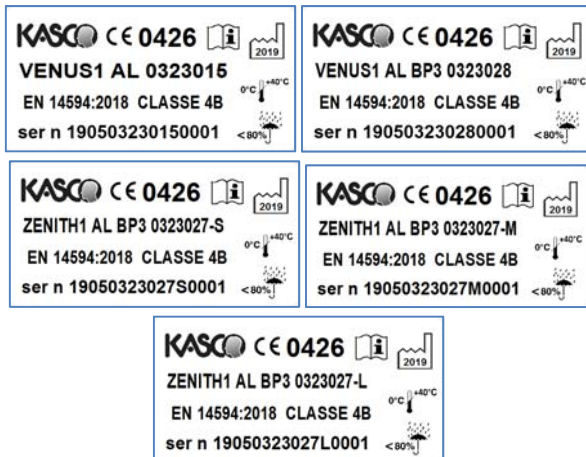 KASCO CE 0426 i 2019
VENUS1 AL 0323015
0°C +40°C
EN 14594:2018 CLASSE 4B
ser n 190503230150001 <80%
KASCO CE 0426 i 2019
VENUS1 AL BP3 0323028
0°C +40°C
EN 14594:2018 CLASSE 4B
ser n 190503230280001 <80%
KASCO CE 0426 i 2019
ZENITH1 AL BP3 0323027-S
0°C +40°C
EN 14594:2018 CLASSE 4B
ser n 19050323027S0001 <80%
KASCO CE 0426 i 2019
ZENITH1 AL BP3 0323027-M
0°C +40°C
EN 14594:2018 CLASSE 4B
ser n 19050323027M0001 <80%
KASCO CE 0426 i 2019
ZENITH1 AL BP3 0323027-L
0°C +40°C
EN 14594:2018 CLASSE 4B
ser n 19050323027L0001 <80%